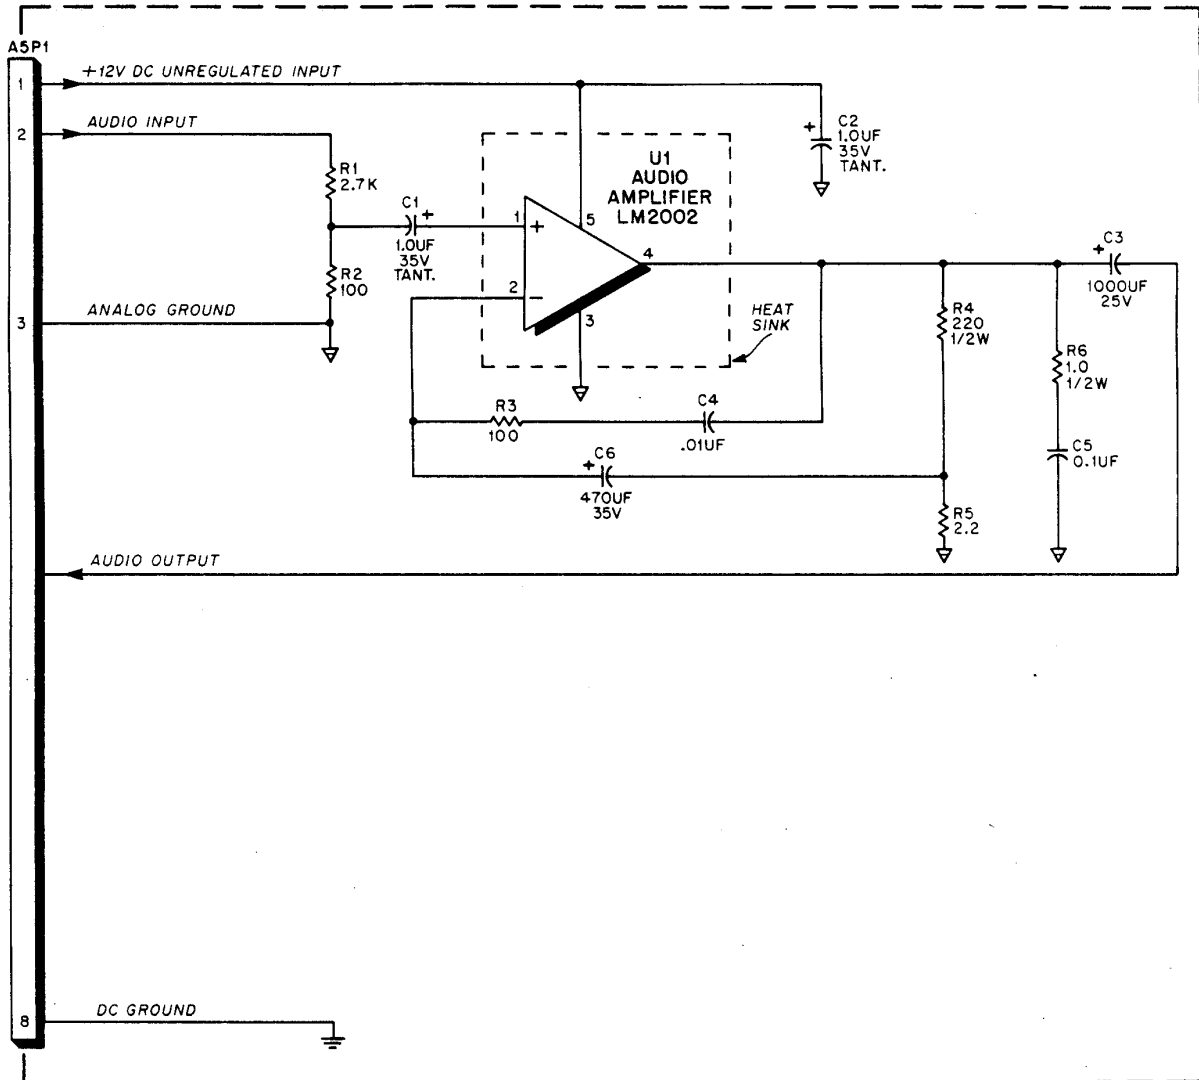 A5P1
1
+12V DC UNREGULATED INPUT
2
AUDIO INPUT
R1
2.7K
C1
+
1.0UF
35V
TANT.
R2
100
3
ANALOG GROUND
U1
AUDIO
AMPLIFIER
LM2002
1
+
5
4
2
−
3
HEAT
SINK
+
C2
1.0UF
35V
TANT.
+
C3
1000UF
25V
R4
220
1/2W
R6
1.0
1/2W
R3
100
C4
.01UF
C5
0.1UF
+
C6
470UF
35V
R5
2.2
AUDIO OUTPUT
8
DC GROUND